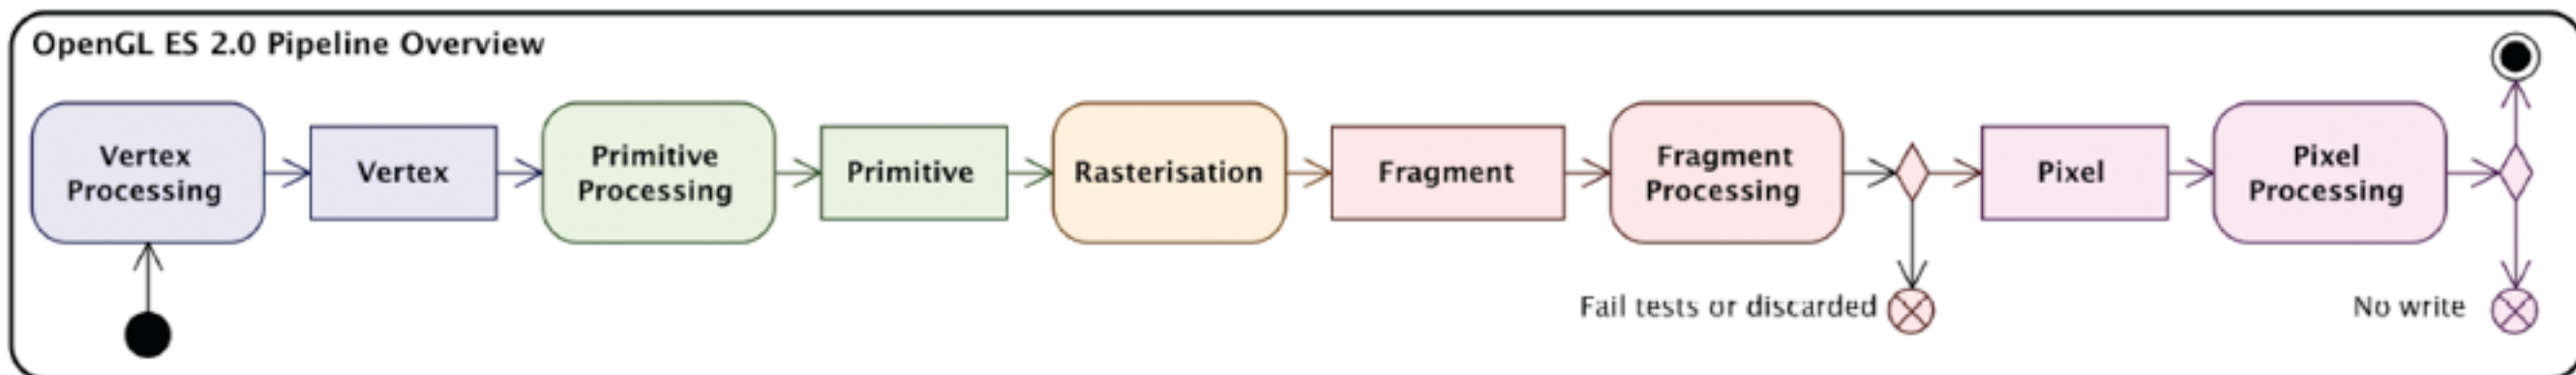 OpenGL ES 2.0 Pipeline Overview
Vertex
Processing
Vertex
Primitive
Processing
Primitive
Rasterisation
Fragment
Fragment
Processing
Pixel
Pixel
Processing
Fail tests or discarded
No write